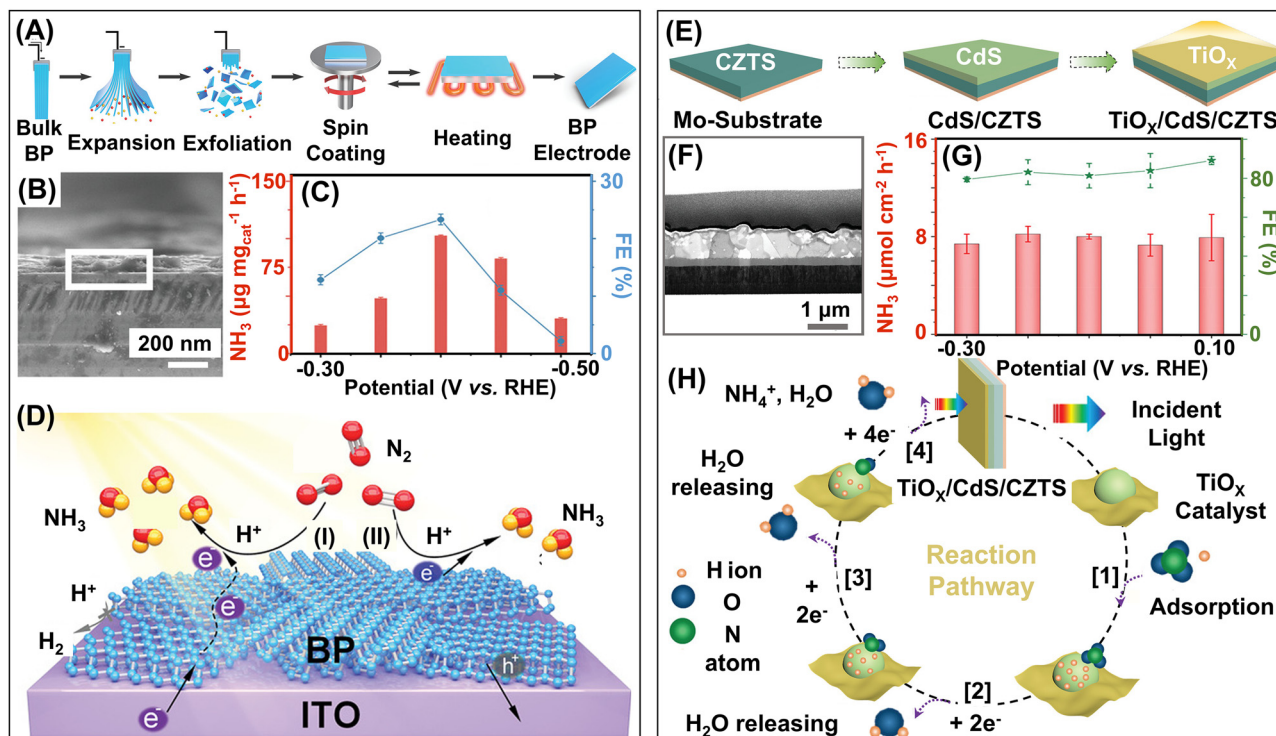 (A)
Bulk
BP
Expansion
Exfoliation
Spin
Coating
Heating
BP
Electrode
(B)
200 nm
(C)
NH₃ (µg mg_cat⁻¹ h⁻¹)
150
75
0
FE (%)
30
0
-0.30
-0.50
Potential (V vs. RHE)
(D)
N₂
NH₃
H⁺
(I)
(II)
H⁺
NH₃
e⁻
e⁻
e⁻
H⁺
H₂
BP
h⁺
e⁻
ITO
(E)
CZTS
CdS
TiOₓ
Mo-Substrate
CdS/CZTS
TiOₓ/CdS/CZTS
(F)
1 µm
(G)
NH₃ (µmol cm⁻² h⁻¹)
16
8
0
FE (%)
80
0
-0.30
0.10
Potential (V vs. RHE)
(H)
NH₄⁺, H₂O
+ 4e⁻
[4]
Incident
Light
H₂O
releasing
TiOₓ/CdS/CZTS
TiOₓ
Catalyst
Reaction
Pathway
[3]
+
2e⁻
[1]
Adsorption
H ion
O
N
atom
[2]
H₂O releasing
+ 2e⁻